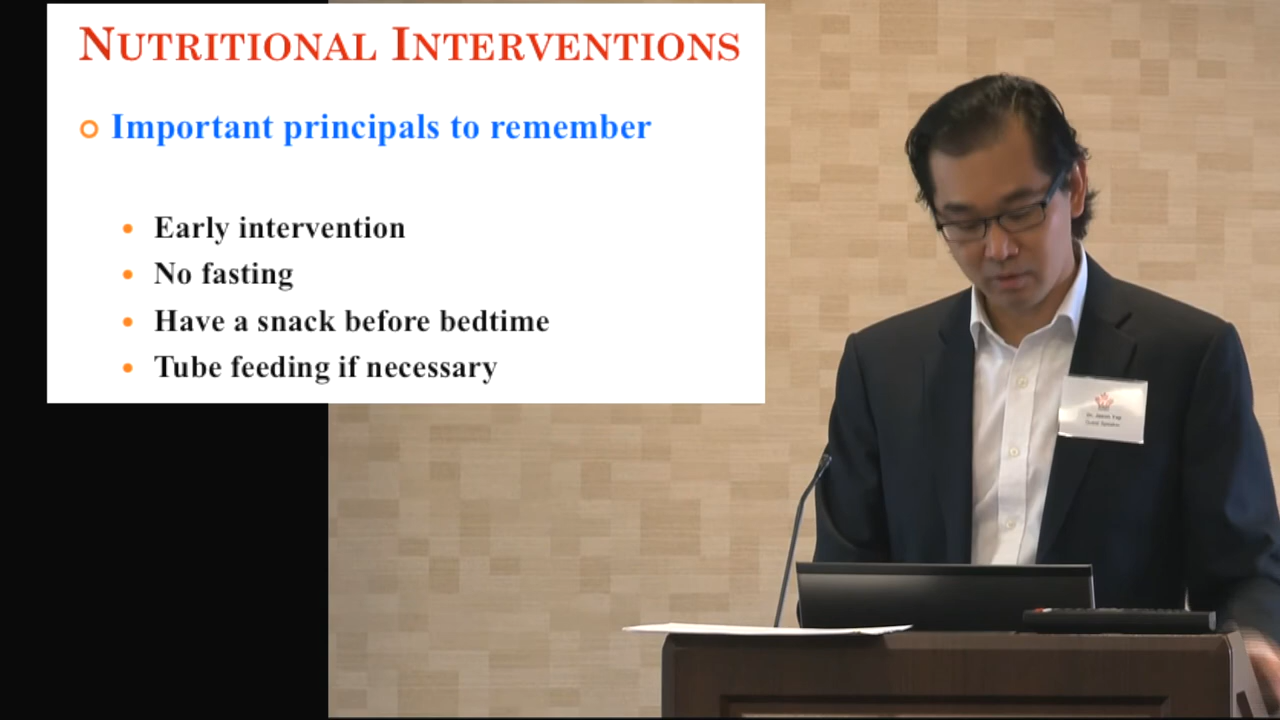 NUTRITIONAL INTERVENTIONS
Important principals to remember
Early intervention
No fasting
Have a snack before bedtime
Tube feeding if necessary